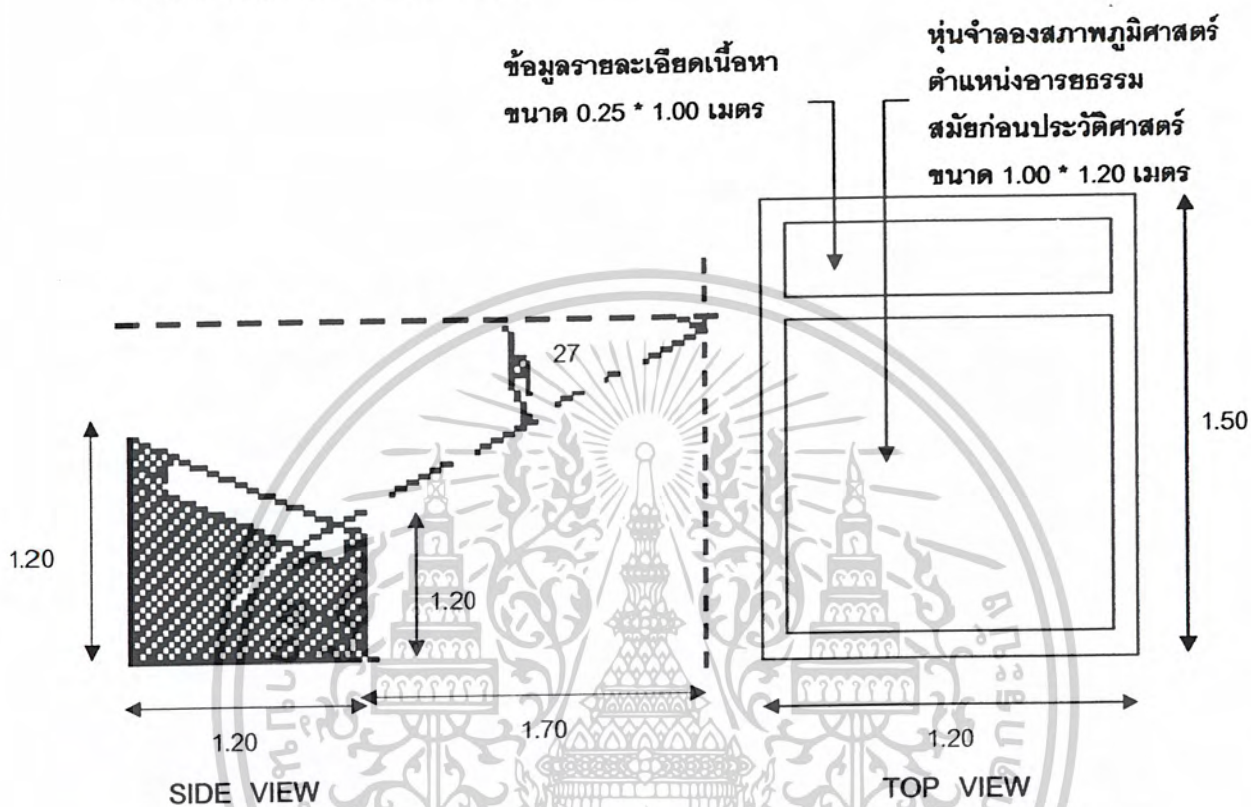 ข้อมูลรายละเอียดเนื้อหา
ขนาด 0.25 * 1.00 เมตร
หุ่นจำลองสภาพภูมิศาสตร์
ตำแหน่งอารยธรรม
สมัยก่อนประวัติศาสตร์
ขนาด 1.00 * 1.20 เมตร
27
1.50
1.20
1.20
1.20
1.70
1.20
SIDE VIEW
TOP VIEW